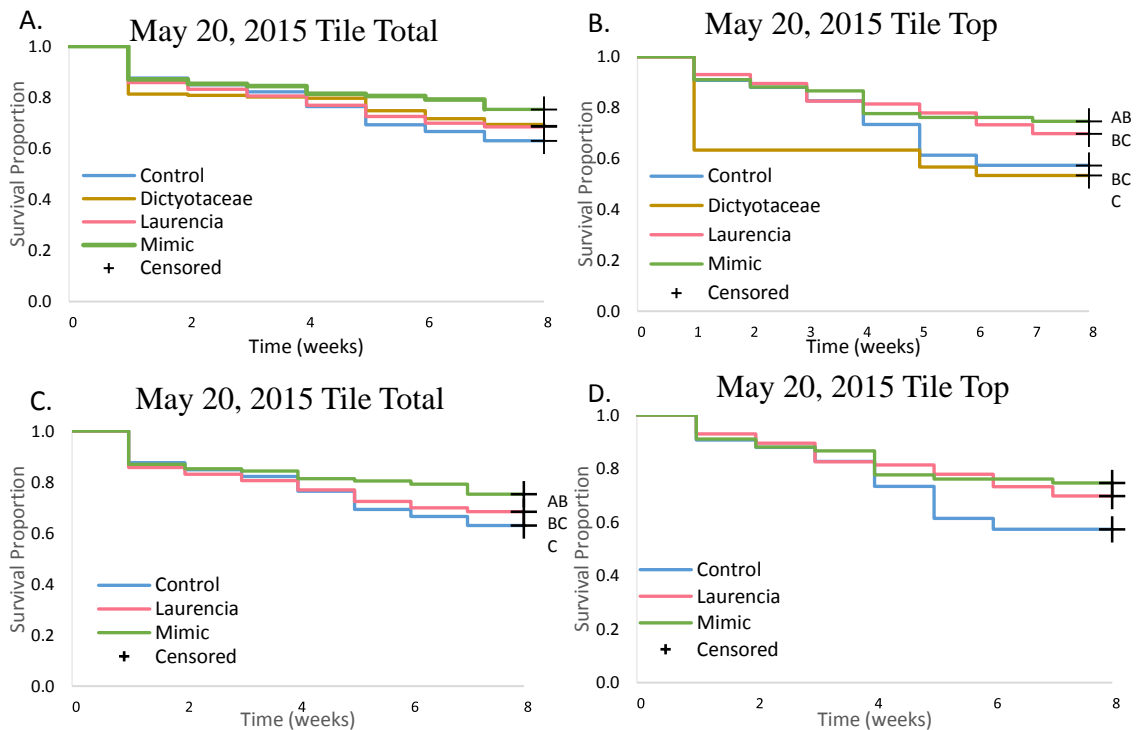 A.
May 20, 2015 Tile Total
Survival Proportion
1.0
0.8
0.6
0.4
0.2
0.0
Control
Dictyotaceae
Laurencia
Mimic
Censored
0 2 4 6 8
Time (weeks)
B.
May 20, 2015 Tile Top
Survival Proportion
1.0
0.8
0.6
0.4
0.2
0.0
AB
BC
BC
C
Control
Dictyotaceae
Laurencia
Mimic
Censored
0 1 2 3 4 5 6 7 8
Time (weeks)
C.
May 20, 2015 Tile Total
Survival Proportion
1.0
0.8
0.6
0.4
0.2
0.0
AB
BC
C
Control
Laurencia
Mimic
Censored
0 2 4 6 8
Time (weeks)
D.
May 20, 2015 Tile Top
Survival Proportion
1.0
0.8
0.6
0.4
0.2
0.0
Control
Laurencia
Mimic
Censored
0 2 4 6 8
Time (weeks)